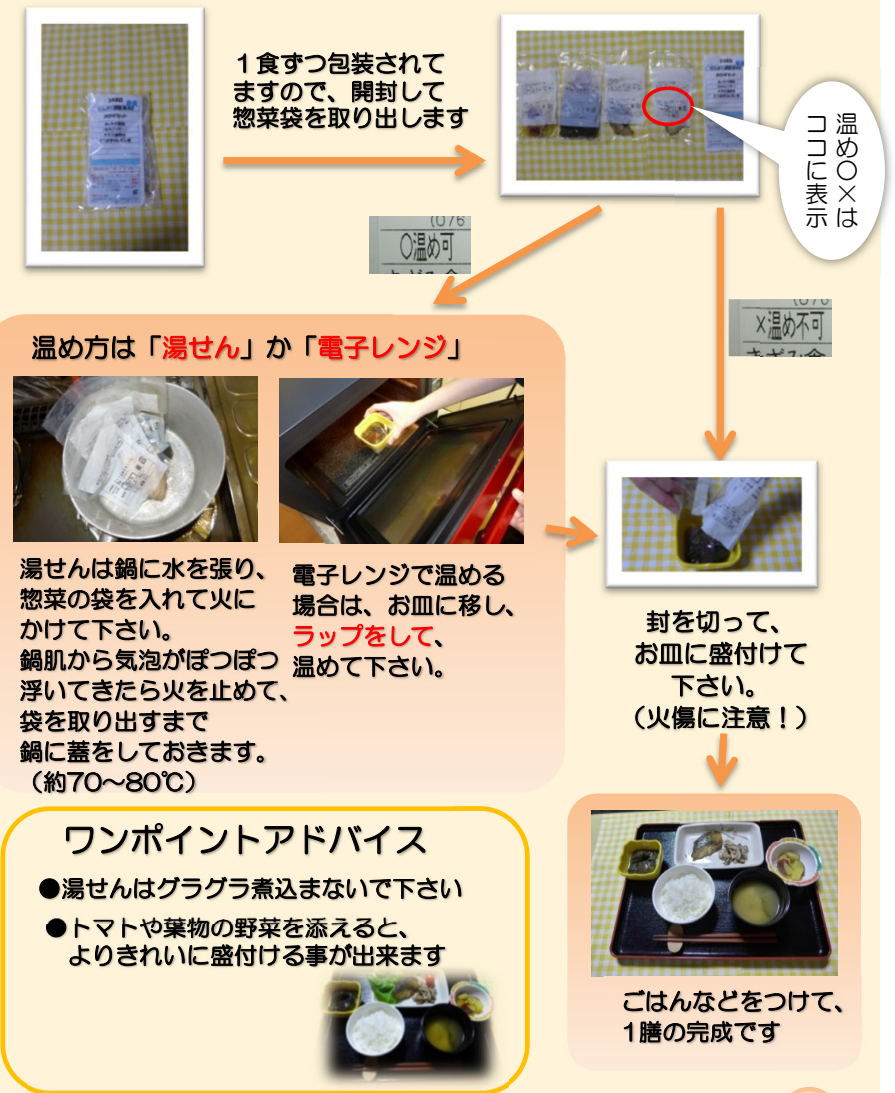 1食ずつ包装されて
ますので、開封して
惣菜袋を取り出します
温め○×は
ココに表示
(076
○温め可
×温め不可
きざみ食
温め方は「湯せん」か「電子レンジ」
湯せんは鍋に水を張り、
惣菜の袋を入れて火に
かけて下さい。
鍋肌から気泡がぽつぽつ
浮いてきたら火を止めて、
袋を取り出すまで
鍋に蓋をしておきます。
(約70～80℃)
電子レンジで温める
場合は、お皿に移し、
ラップをして、
温めて下さい。
封を切って、
お皿に盛付けて
下さい。
(火傷に注意！)
ワンポイントアドバイス
●湯せんはグラグラ煮込まないで下さい
●トマトや葉物の野菜を添えると、
よりきれいに盛付ける事が出来ます
ごはんなどをつけて、
1膳の完成です